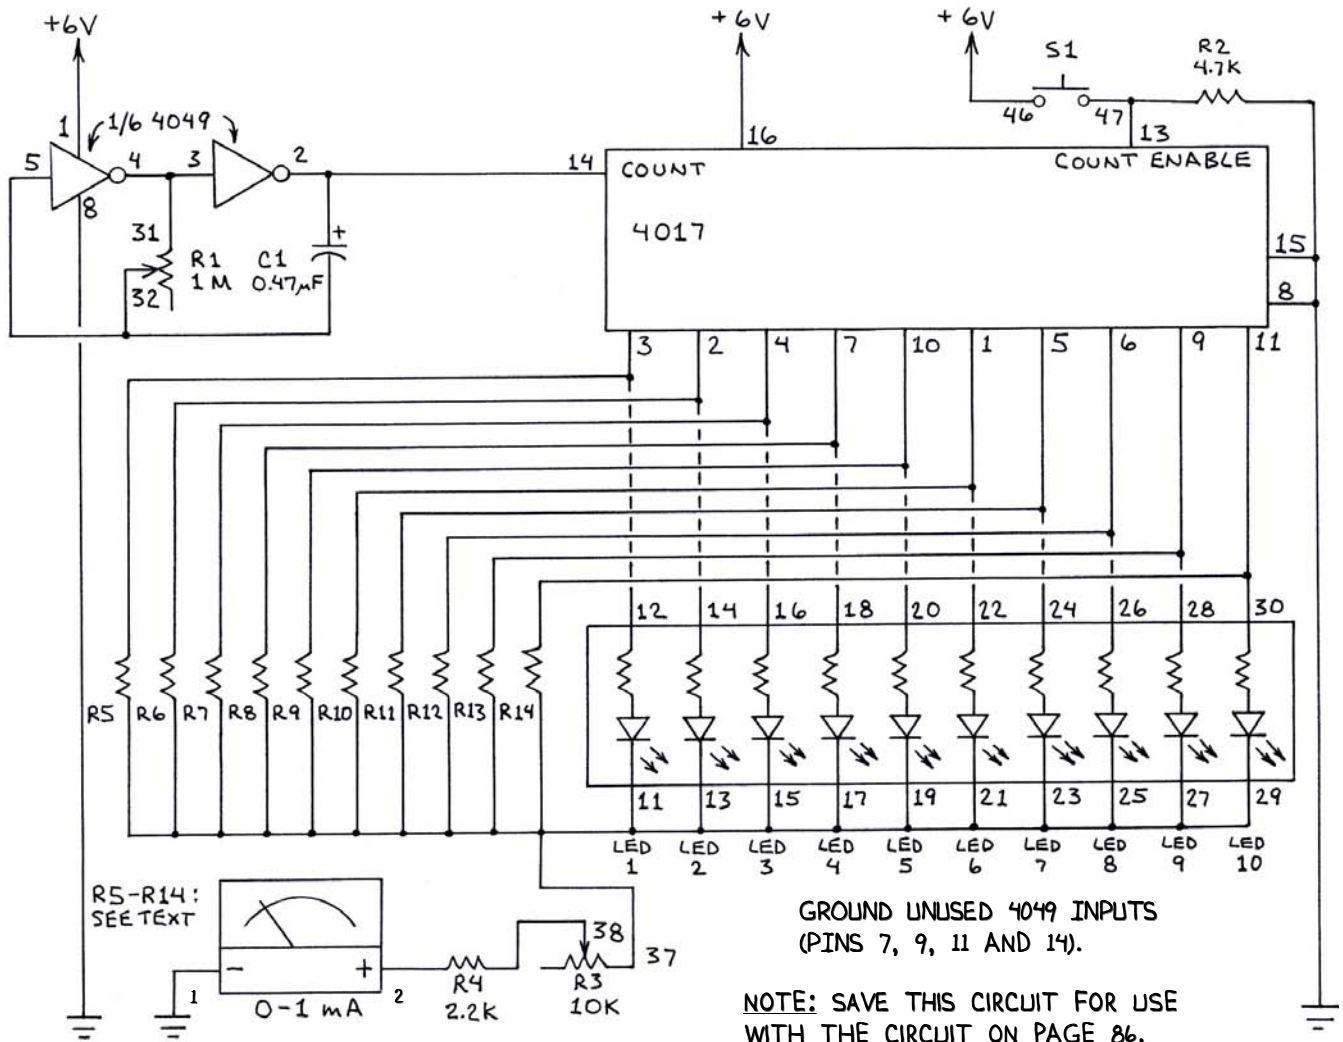 +6V
+6V
+6V
S1
R2
4.7K
1
1/6 4049
46
47
13
16
5
4
3
2
14
COUNT
COUNT ENABLE
8
4017
31
R1
1M
C1
0.47µF
+
32
15
8
3
2
4
7
10
1
5
6
9
11
12
14
16
18
20
22
24
26
28
30
R5
R6
R7
R8
R9
R10
R11
R12
R13
R14
11
13
15
17
19
21
23
25
27
29
LED
1
LED
2
LED
3
LED
4
LED
5
LED
6
LED
7
LED
8
LED
9
LED
10
R5-R14:
SEE TEXT
-
+
1
0-1 mA
2
R4
2.2K
38
R3
10K
37
GROUND UNUSED 4049 INPUTS
(PINS 7, 9, 11 AND 14).
NOTE: SAVE THIS CIRCUIT FOR USE
WITH THE CIRCUIT ON PAGE 86.